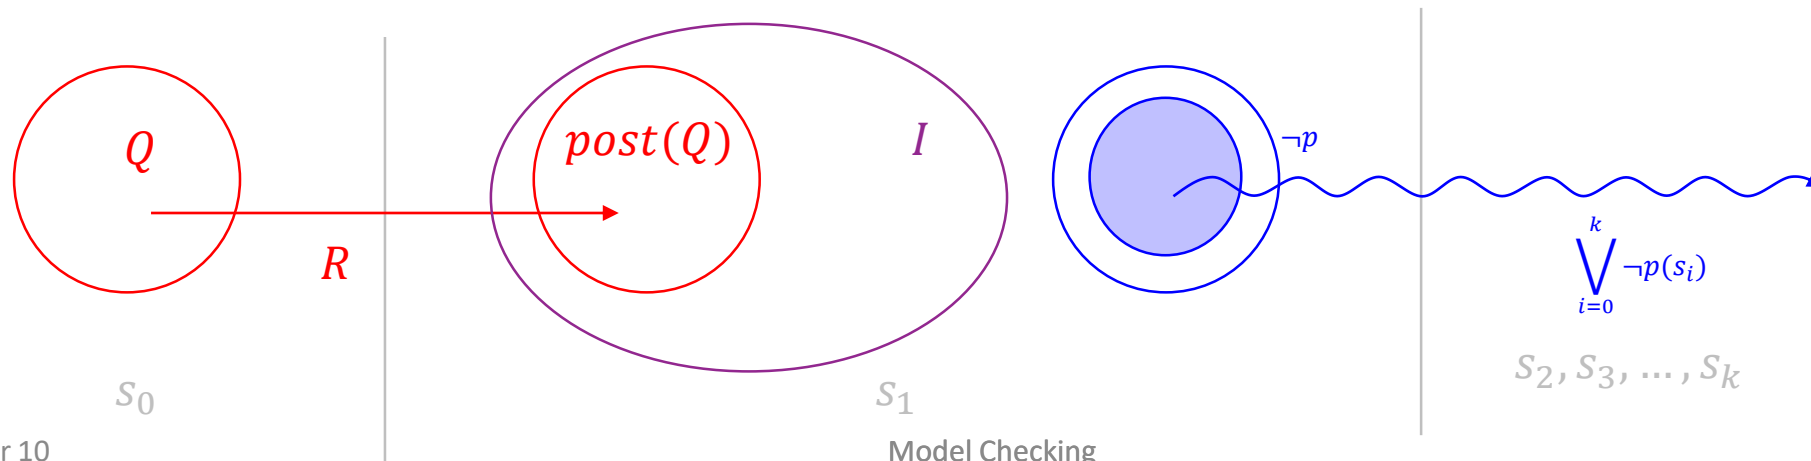 Q
R
post(Q)
I
¬p
k
⋁ ¬p(sᵢ)
i=0
s₀
s₁
s₂, s₃, … , sₖ
r 10
Model Checking